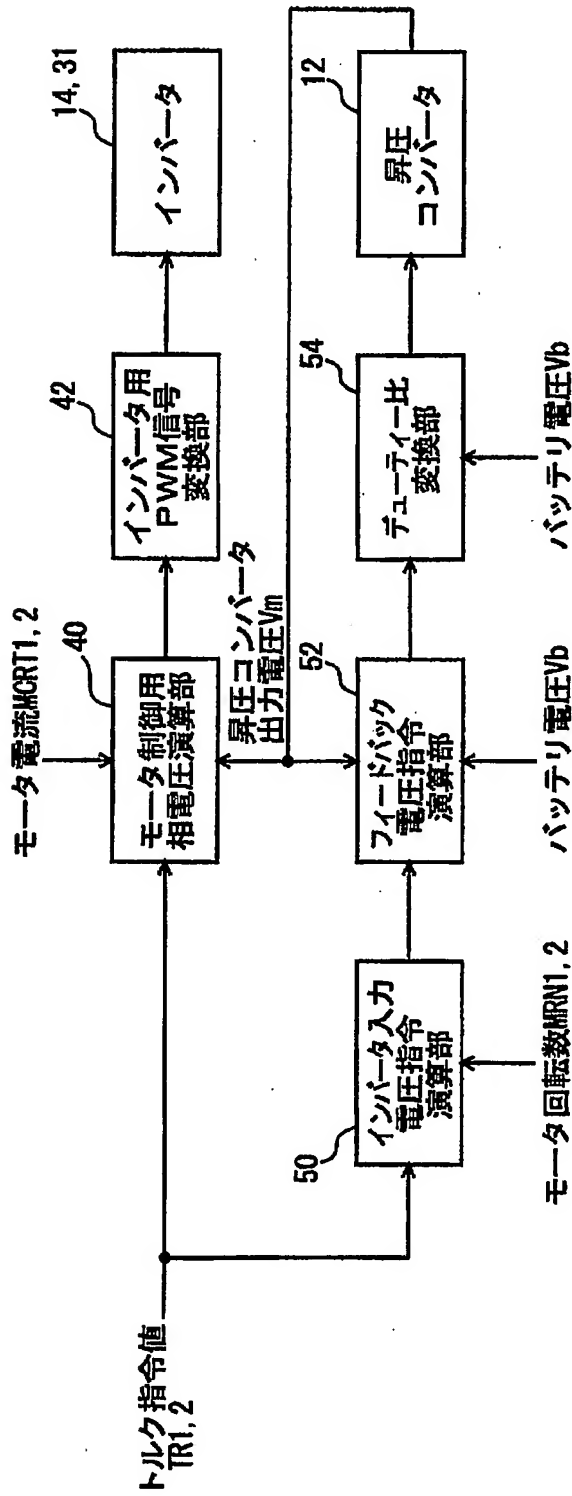 トルク指令値
TR1, 2
モータ電流MCRT1, 2
40
モータ制御用
相電圧演算部
42
インバータ用
PWM信号
変換部
14, 31
インバータ
昇圧コンバータ
出力電圧Vm
50
インバータ入力
電圧指令
演算部
モータ回転数MRN1, 2
52
フィードバック
電圧指令
演算部
バッテリ電圧Vb
54
デューティー比
変換部
バッテリ電圧Vb
12
昇圧
コンバータ